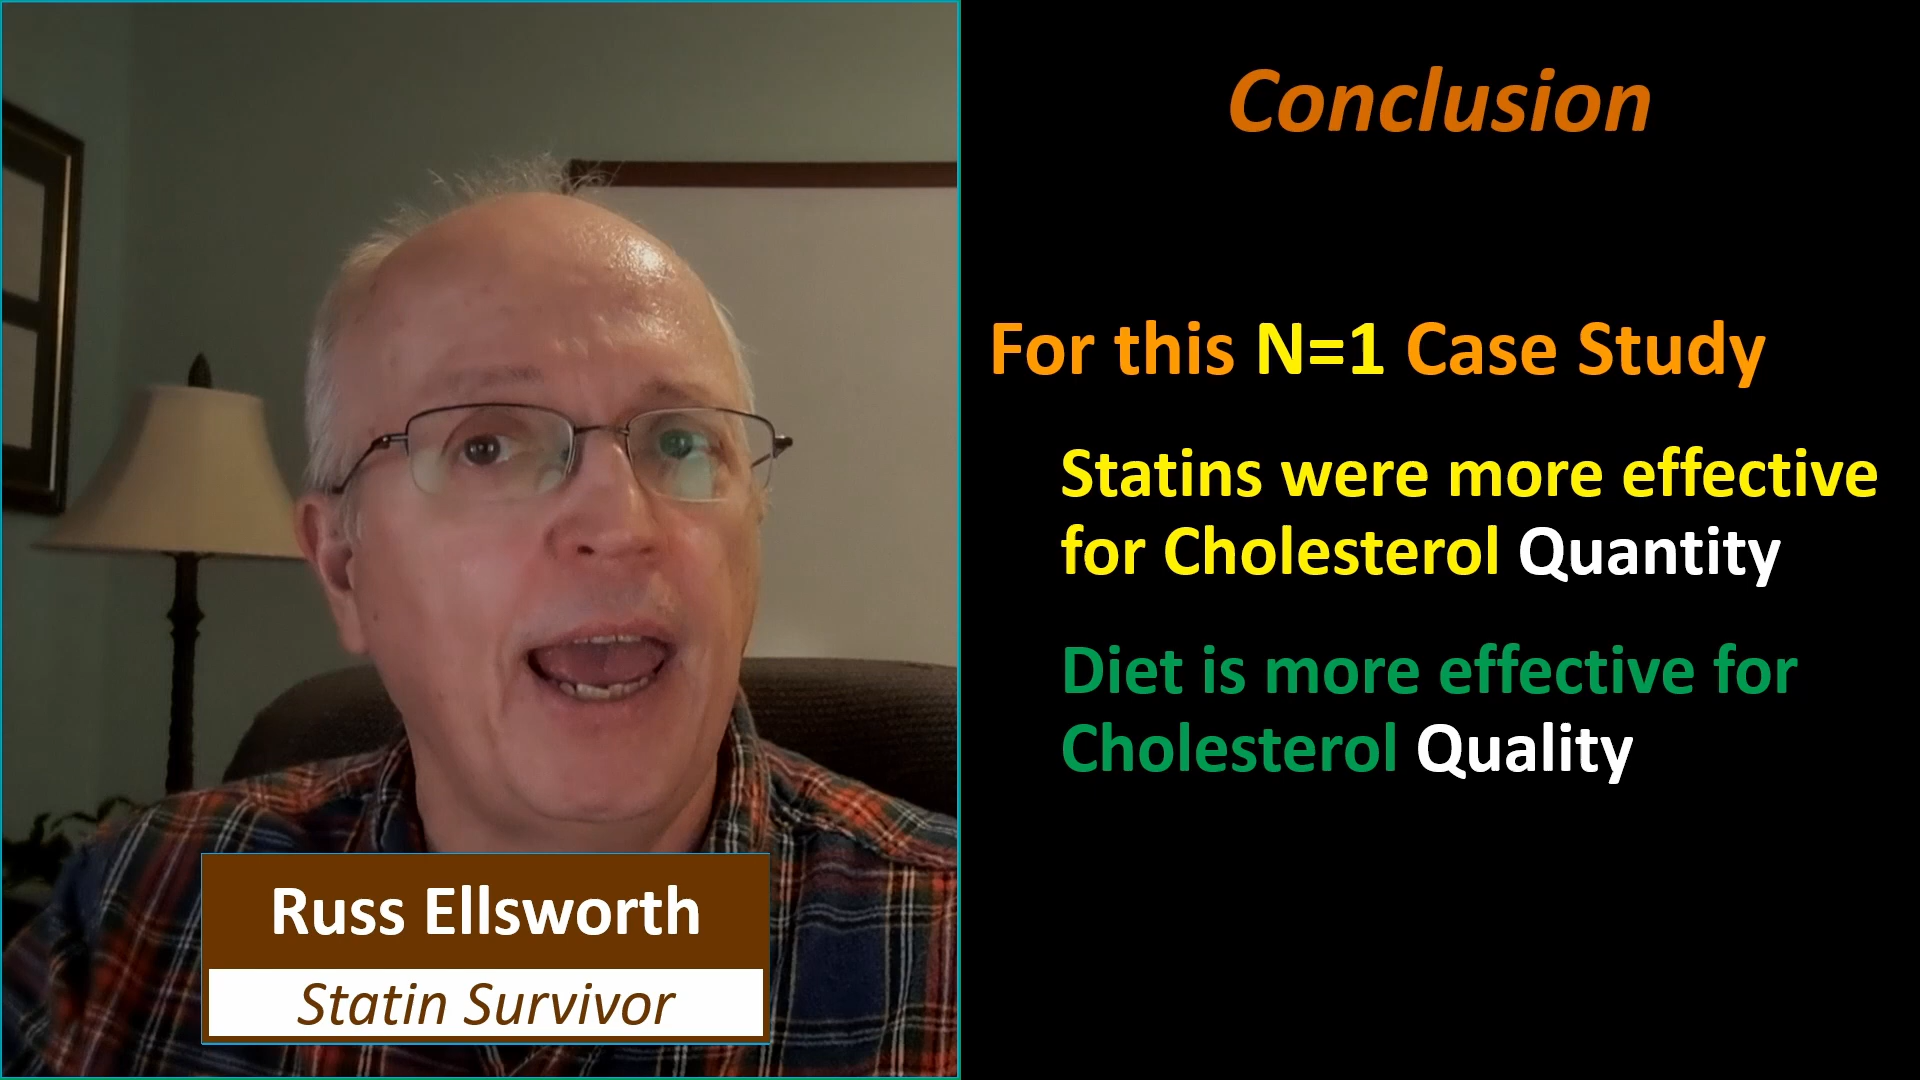 Conclusion
For this N=1 Case Study
Statins were more effective
for Cholesterol Quantity
Diet is more effective for
Cholesterol Quality
Russ Ellsworth
Statin Survivor